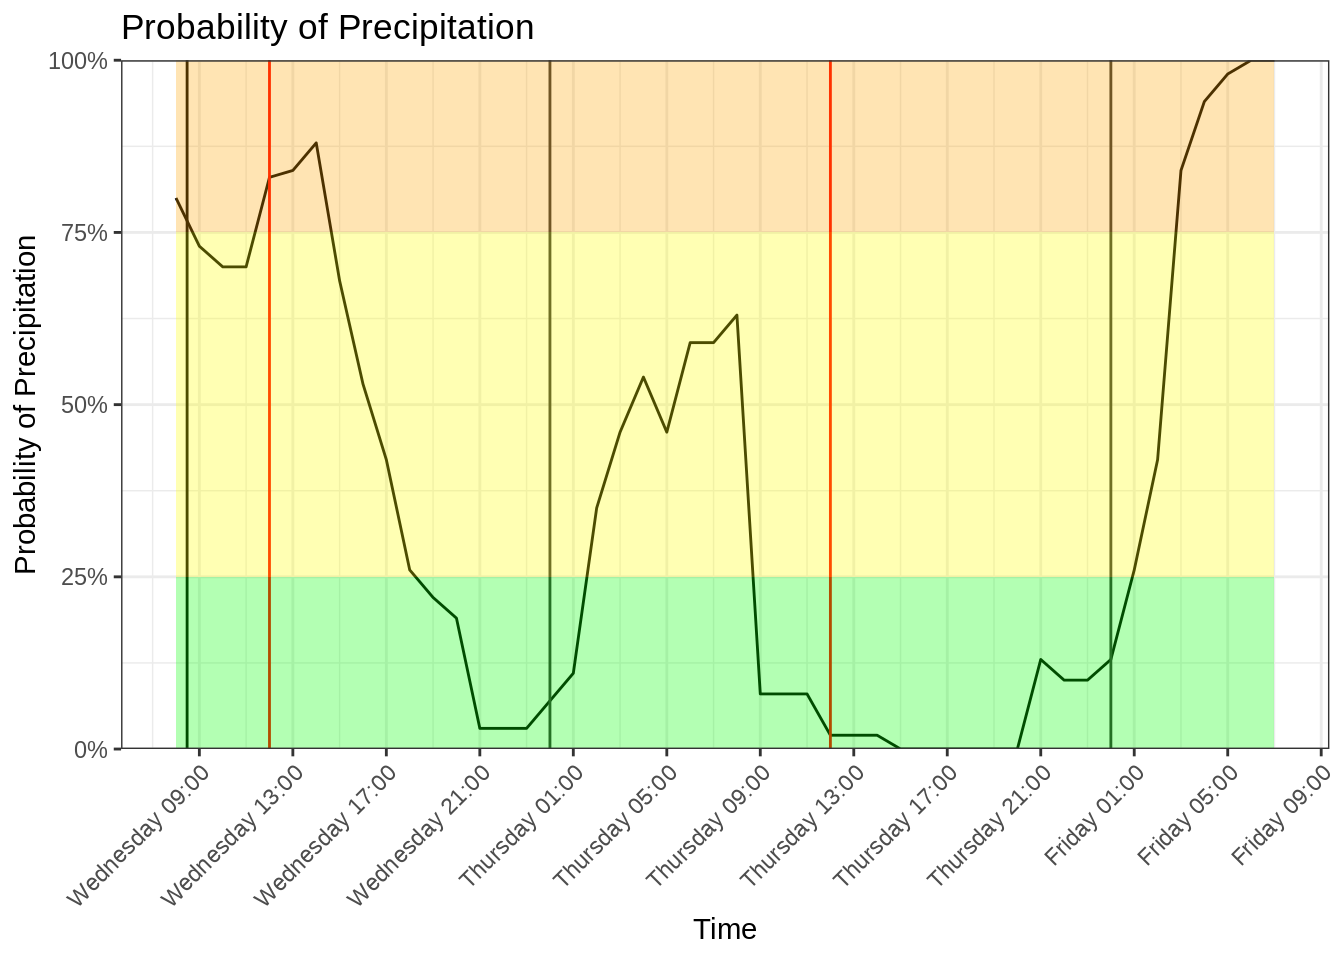 Probability of Precipitation
Probability of Precipitation
100%
75%
50%
25%
0%
Wednesday 09:00
Wednesday 13:00
Wednesday 17:00
Wednesday 21:00
Thursday 01:00
Thursday 05:00
Thursday 09:00
Thursday 13:00
Thursday 17:00
Thursday 21:00
Friday 01:00
Friday 05:00
Friday 09:00
Time